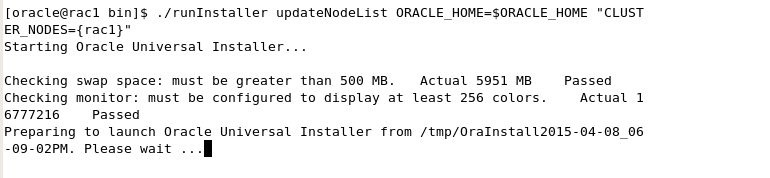 [oracle@rac1 bin]$ ./runInstaller updateNodeList ORACLE_HOME=$ORACLE_HOME "CLUST
ER_NODES={rac1}"
Starting Oracle Universal Installer...
Checking swap space: must be greater than 500 MB.   Actual 5951 MB    Passed
Checking monitor: must be configured to display at least 256 colors.    Actual 1
6777216    Passed
Preparing to launch Oracle Universal Installer from /tmp/OraInstall2015-04-08_06
-09-02PM. Please wait ...